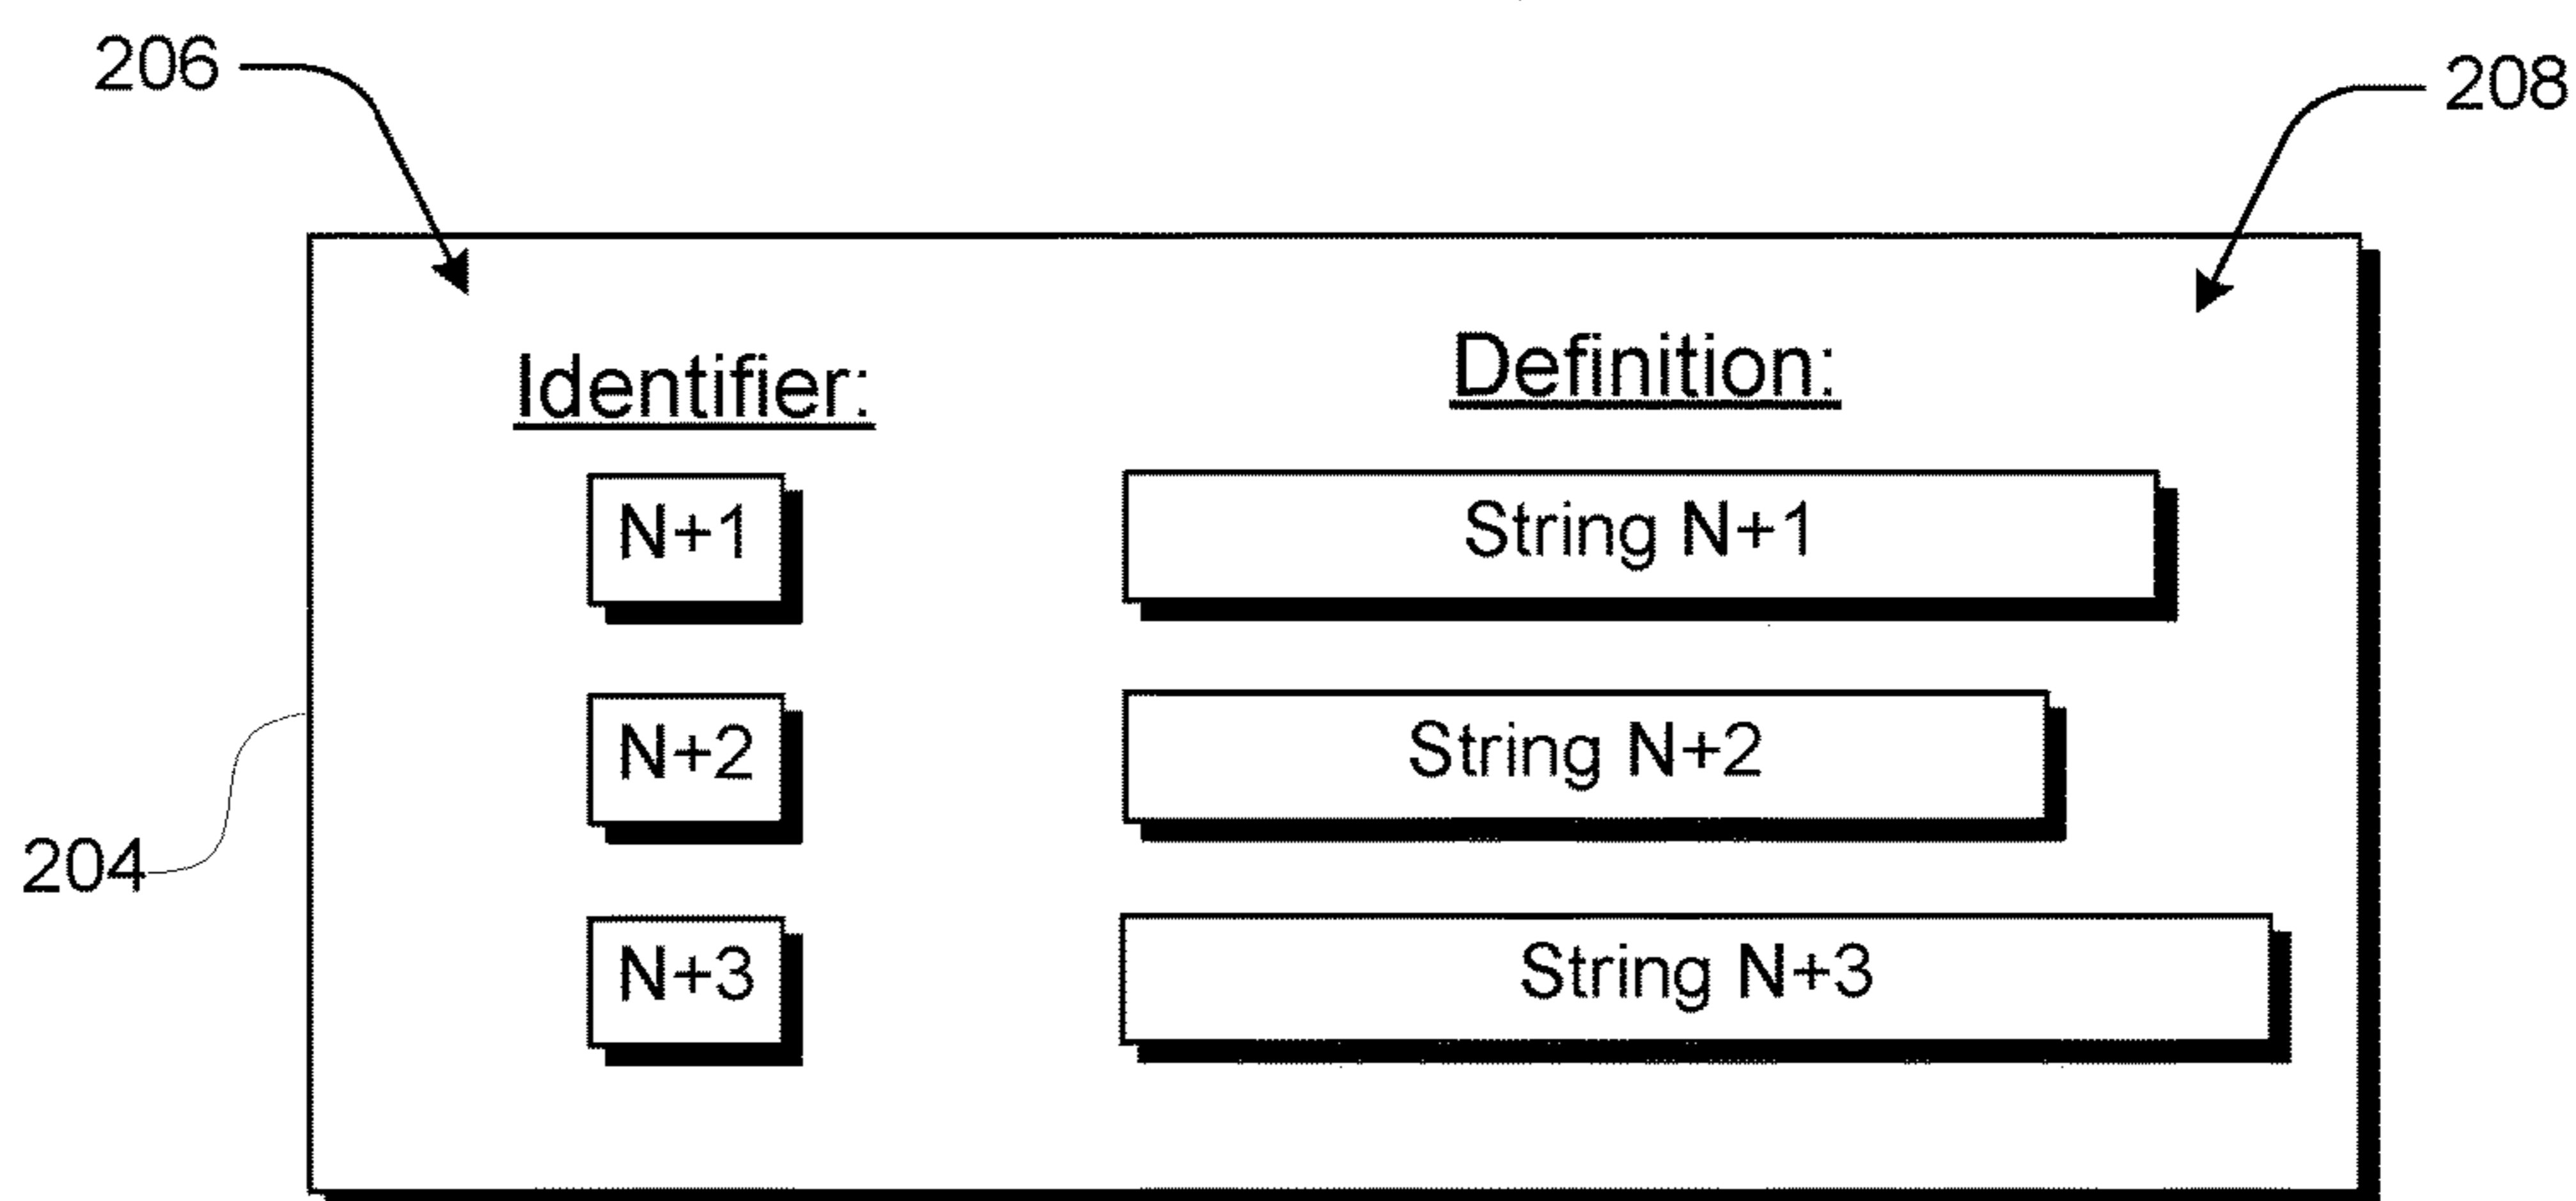 206
208
Identifier:
Definition:
N+1
String N+1
N+2
String N+2
204
N+3
String N+3